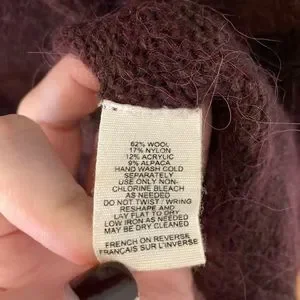 62% WOOL
17% NYLON
12% ACRYLIC
9% ALPACA
HAND WASH COLD
SEPARATELY
USE ONLY NON-
CHLORINE BLEACH
AS NEEDED
DO NOT TWIST / WRING
RESHAPE AND
LAY FLAT TO DRY
LOW IRON AS NEEDED
MAY BE DRY CLEANED
FRENCH ON REVERSE
FRANÇAIS SUR L'INVERSE